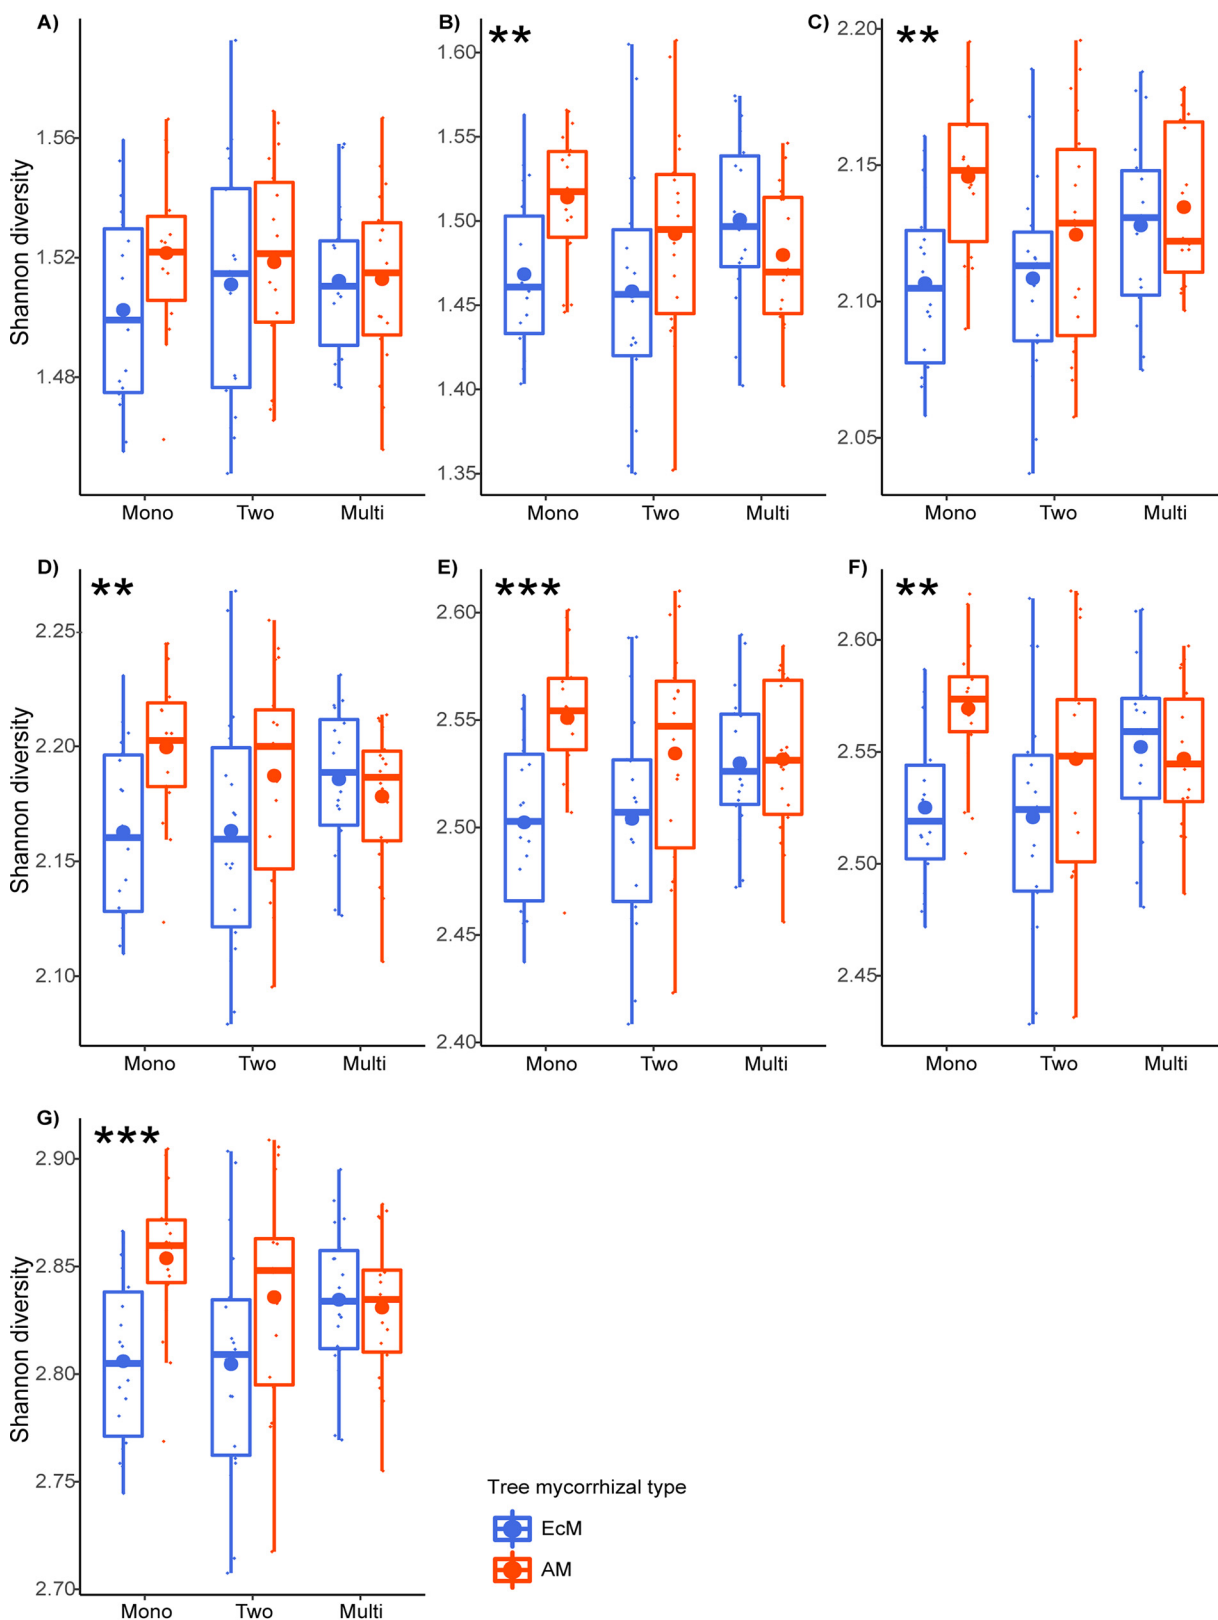 A)
B)
C)
**
**
Shannon diversity
1.56
1.52
1.48
1.60
1.55
1.50
1.45
1.40
1.35
2.20
2.15
2.10
2.05
Mono Two Multi
Mono Two Multi
Mono Two Multi
D)
E)
F)
**
***
**
Shannon diversity
2.25
2.20
2.15
2.10
2.60
2.55
2.50
2.45
2.40
2.60
2.55
2.50
2.45
Mono Two Multi
Mono Two Multi
Mono Two Multi
G)
***
Shannon diversity
2.90
2.85
2.80
2.75
2.70
Mono Two Multi
Tree mycorrhizal type
EcM
AM